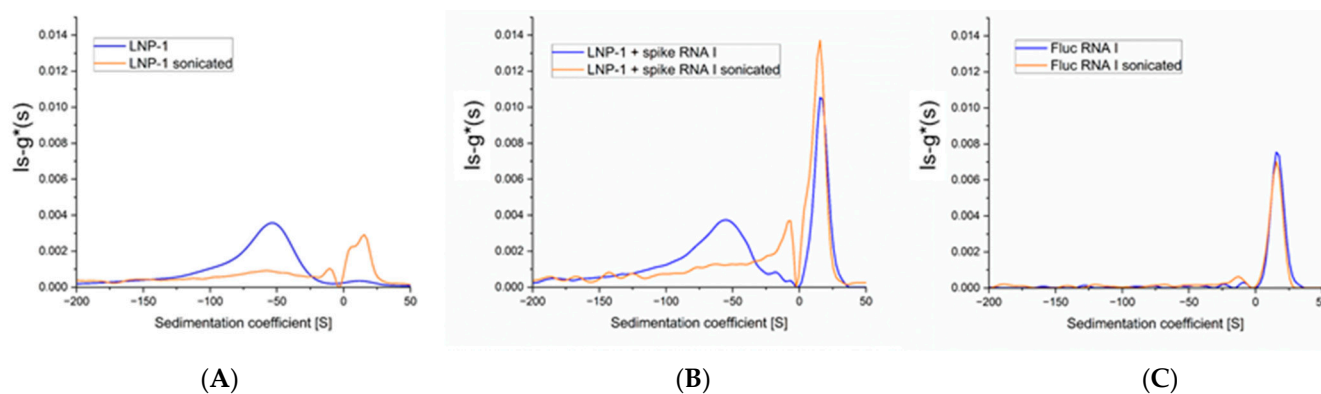 0.014
0.012
0.010
0.008
0.006
0.004
0.002
0.000
ls-g*(s)
LNP-1
LNP-1 sonicated
−200 −150 −100 −50 0 50
Sedimentation coefficient [S]
(A)
0.014
0.012
0.010
0.008
0.006
0.004
0.002
0.000
ls-g*(s)
LNP-1 + spike RNA I
LNP-1 + spike RNA I sonicated
−200 −150 −100 −50 0 50
Sedimentation coefficient [S]
(B)
0.014
0.012
0.010
0.008
0.006
0.004
0.002
0.000
ls-g*(s)
Fluc RNA I
Fluc RNA I sonicated
−200 −150 −100 −50 0
Sedimentation coefficient [S]
(C)